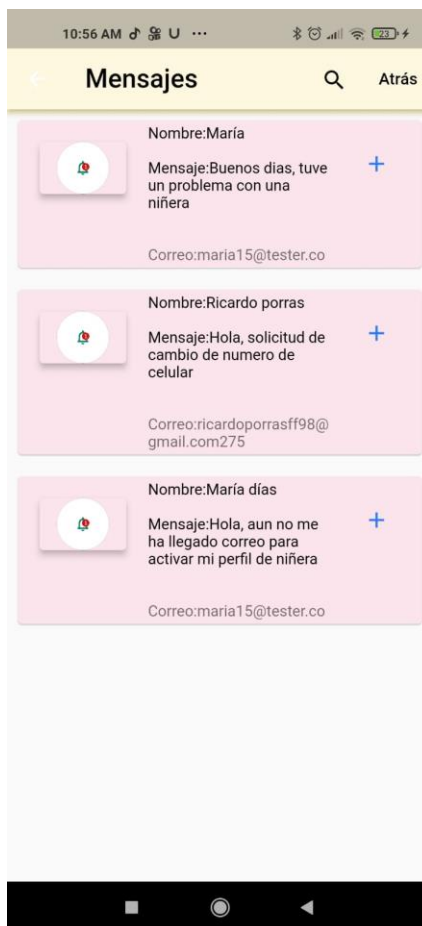 10:56 AM U ... 23
Mensajes Atrás
Nombre:María
Mensaje:Buenos dias, tuve
un problema con una
niñera
Correo:maria15@tester.co
Nombre:Ricardo porras
Mensaje:Hola, solicitud de
cambio de numero de
celular
Correo:ricardoporrasff98@
gmail.com275
Nombre:María días
Mensaje:Hola, aun no me
ha llegado correo para
activar mi perfil de niñera
Correo:maria15@tester.co